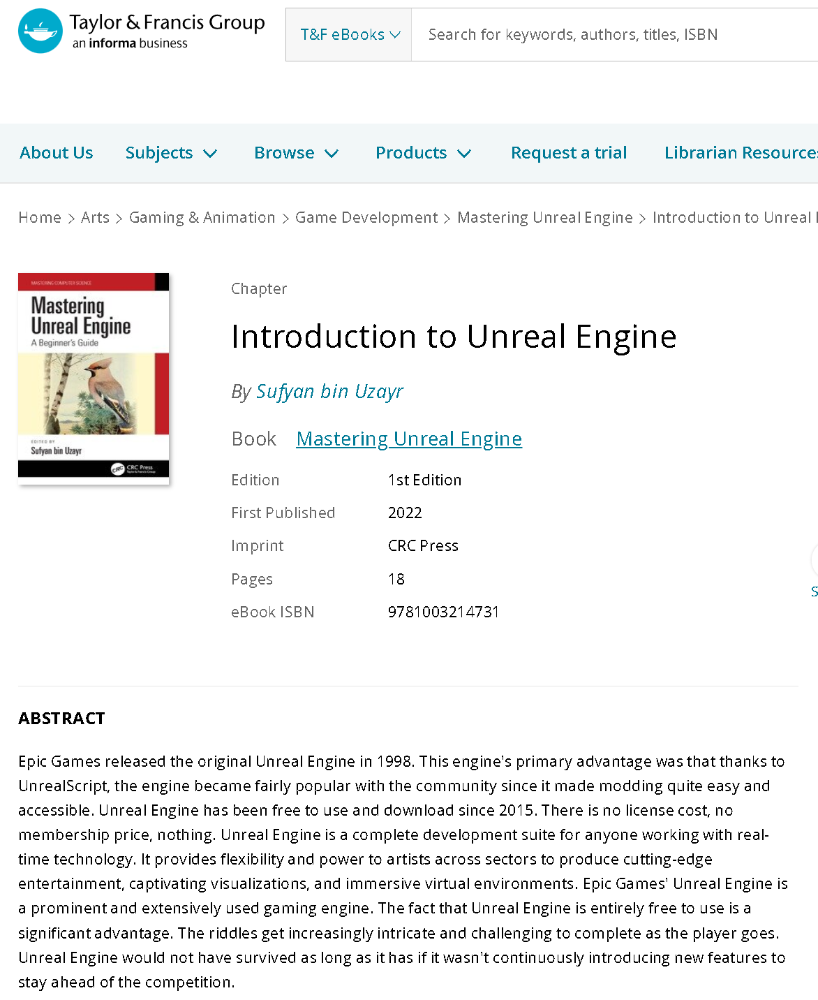 Taylor & Francis Group
an informa business
T&F eBooks
Search for keywords, authors, titles, ISBN
About Us Subjects Browse Products Request a trial Librarian Resources
Home > Arts > Gaming & Animation > Game Development > Mastering Unreal Engine > Introduction to Unreal
MASTERING COMPUTER SCIENCE
Mastering
Unreal Engine
A Beginner's Guide
EDITED BY
Sufyan bin Uzayr
CRC CRC Press
Taylor & Francis Group
Chapter
Introduction to Unreal Engine
By Sufyan bin Uzayr
Book Mastering Unreal Engine
Edition 1st Edition
First Published 2022
Imprint CRC Press
Pages 18
eBook ISBN 9781003214731
S
ABSTRACT
Epic Games released the original Unreal Engine in 1998. This engine's primary advantage was that thanks to
UnrealScript, the engine became fairly popular with the community since it made modding quite easy and
accessible. Unreal Engine has been free to use and download since 2015. There is no license cost, no
membership price, nothing. Unreal Engine is a complete development suite for anyone working with real-
time technology. It provides flexibility and power to artists across sectors to produce cutting-edge
entertainment, captivating visualizations, and immersive virtual environments. Epic Games' Unreal Engine is
a prominent and extensively used gaming engine. The fact that Unreal Engine is entirely free to use is a
significant advantage. The riddles get increasingly intricate and challenging to complete as the player goes.
Unreal Engine would not have survived as long as it has if it wasn't continuously introducing new features to
stay ahead of the competition.